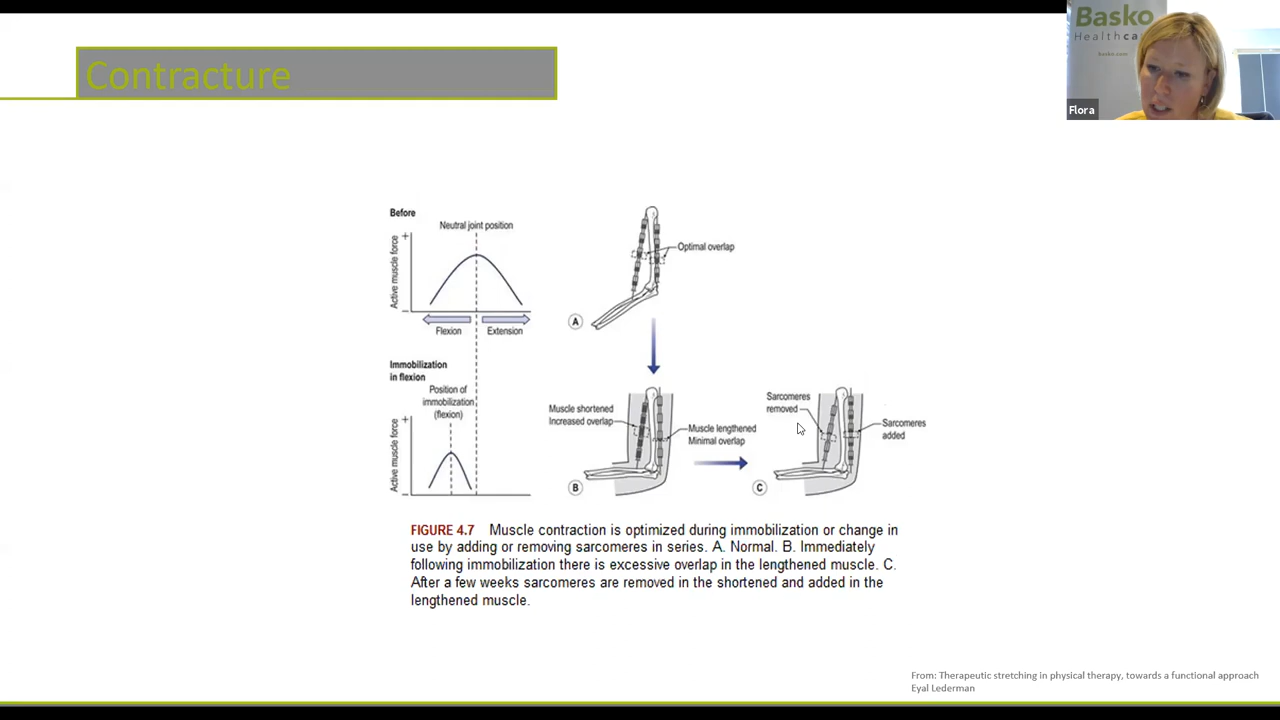 Contracture
Basko
Healthca
basko.com
Flora
Before
Neutral joint position
+
Active muscle force
−
Flexion
Extension
Optimal overlap
A
Immobilization
in flexion
Position of
immobilization
(flexion)
+
Active muscle force
−
Muscle shortened
Increased overlap
Muscle lengthened
Minimal overlap
B
Sarcomeres
removed
Sarcomeres
added
C
FIGURE 4.7 Muscle contraction is optimized during immobilization or change in
use by adding or removing sarcomeres in series. A. Normal. B. Immediately
following immobilization there is excessive overlap in the lengthened muscle. C.
After a few weeks sarcomeres are removed in the shortened and added in the
lengthened muscle.
From: Therapeutic stretching in physical therapy, towards a functional approach
Eyal Lederman